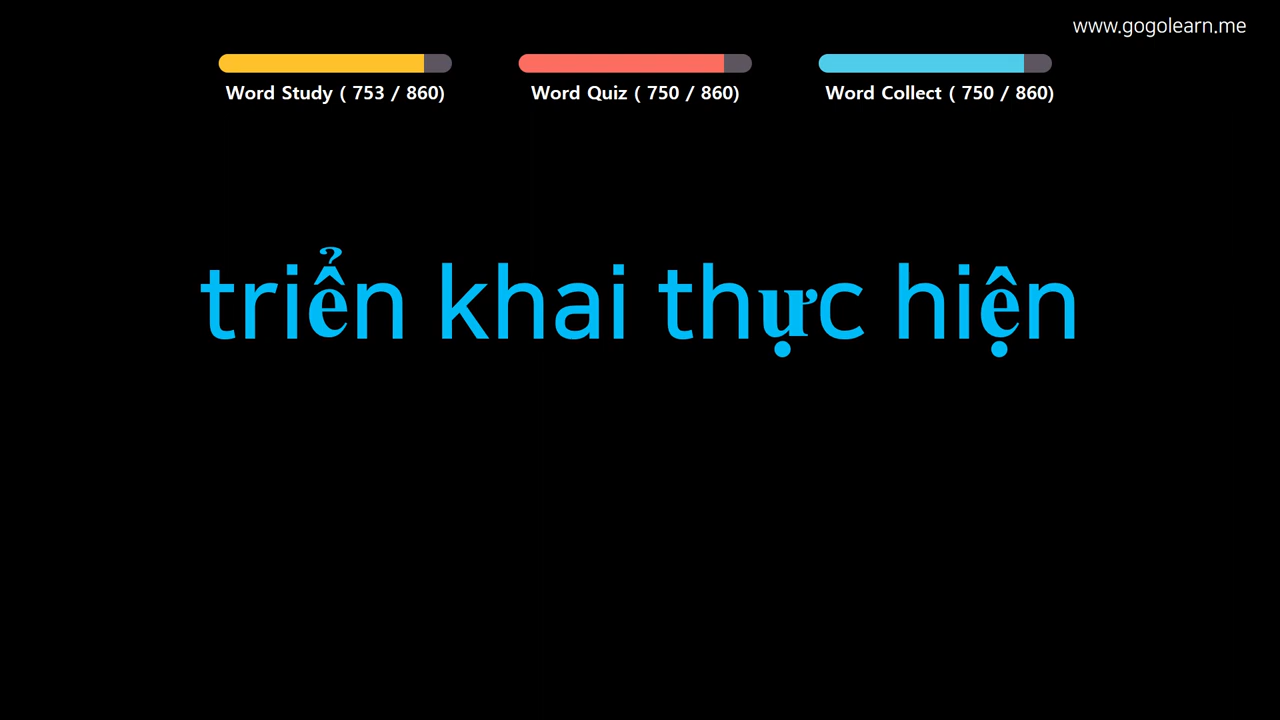 www.gogolearn.me
Word Study ( 753 / 860)
Word Quiz ( 750 / 860)
Word Collect ( 750 / 860)
triển khai thực hiện